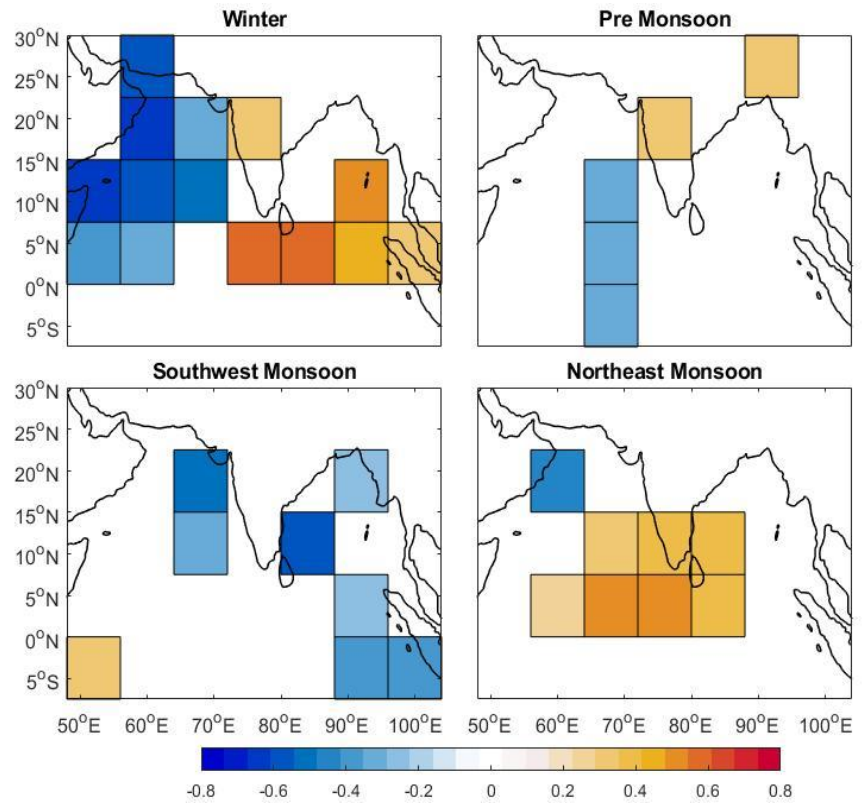 Winter
Pre Monsoon
30°N
25°N
20°N
15°N
10°N
5°N
0°N
5°S
Southwest Monsoon
Northeast Monsoon
30°N
25°N
20°N
15°N
10°N
5°N
0°N
5°S
50°E 60°E 70°E 80°E 90°E 100°E
50°E 60°E 70°E 80°E 90°E 100°E
-0.8 -0.6 -0.4 -0.2 0 0.2 0.4 0.6 0.8